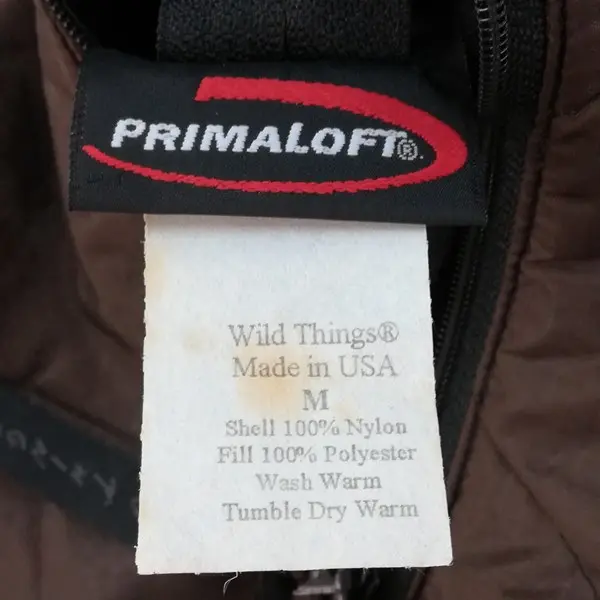 PRIMALOFT®
Wild Things®
Made in USA
M
Shell 100% Nylon
Fill 100% Polyester
Wash Warm
Tumble Dry Warm